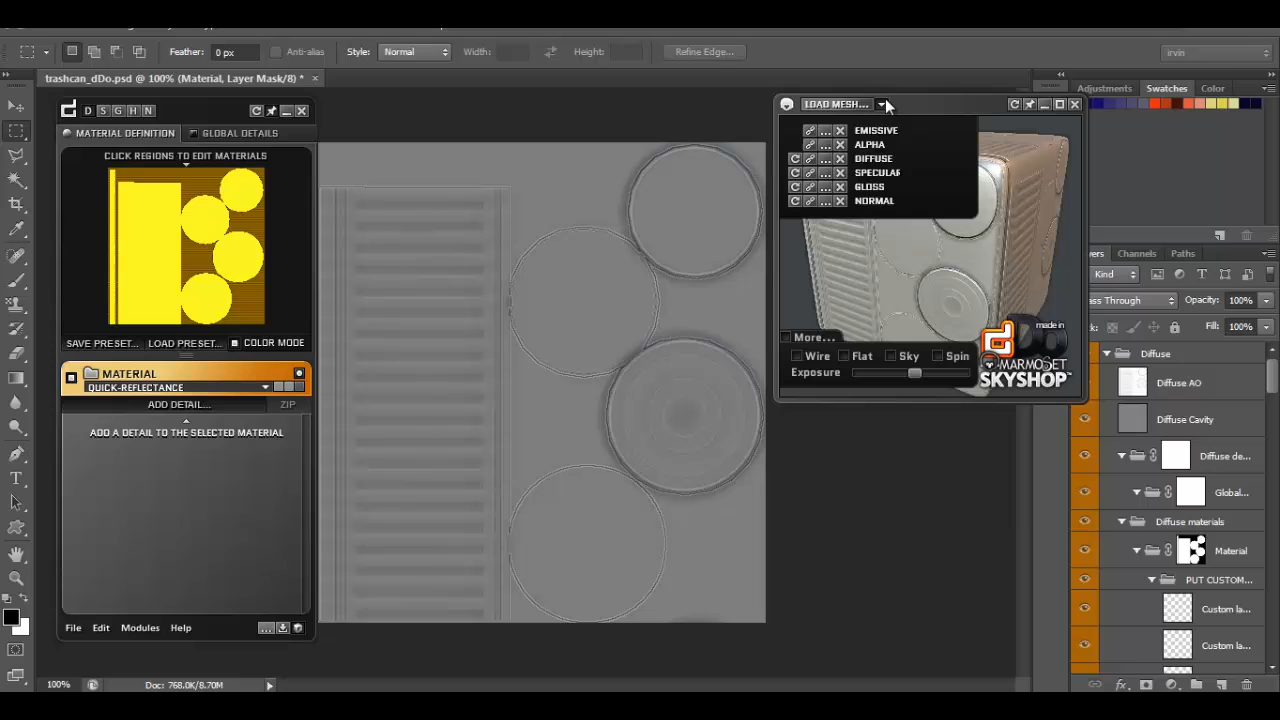 Feather: 0 px Anti-alias Style: Normal Width: Height: Refine Edge... irvin
trashcan_dDo.psd @ 100% (Material, Layer Mask/8) * ×
Adjustments Swatches Color
D S G H N
MATERIAL DEFINITION GLOBAL DETAILS
CLICK REGIONS TO EDIT MATERIALS
SAVE PRESET... LOAD PRESET... COLOR MODE
MATERIAL
QUICK-REFLECTANCE
ADD DETAIL... ZIP
ADD A DETAIL TO THE SELECTED MATERIAL
File Edit Modules Help
LOAD MESH...
EMISSIVE
ALPHA
DIFFUSE
SPECULAR
GLOSS
NORMAL
More...
Wire Flat Sky Spin
Exposure
made in
MARMOSET
SKYSHOP™
Channels Paths
Kind
Opacity: 100%
Fill: 100%
Diffuse
Diffuse AO
Diffuse Cavity
Diffuse de...
Global...
Diffuse materials
Material
PUT CUSTOM...
Custom la...
Custom la...
100% Doc: 768.0K/8.70M